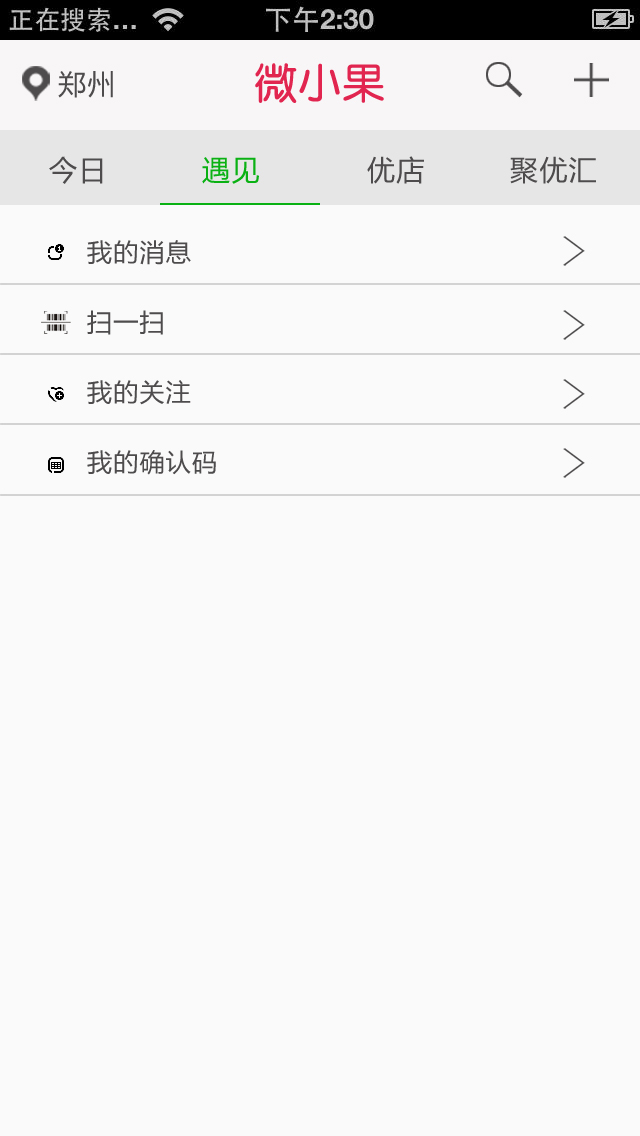 正在搜索... 下午2:30
郑州 微小果
今日 遇见 优店 聚优汇
我的消息
扫一扫
我的关注
我的确认码